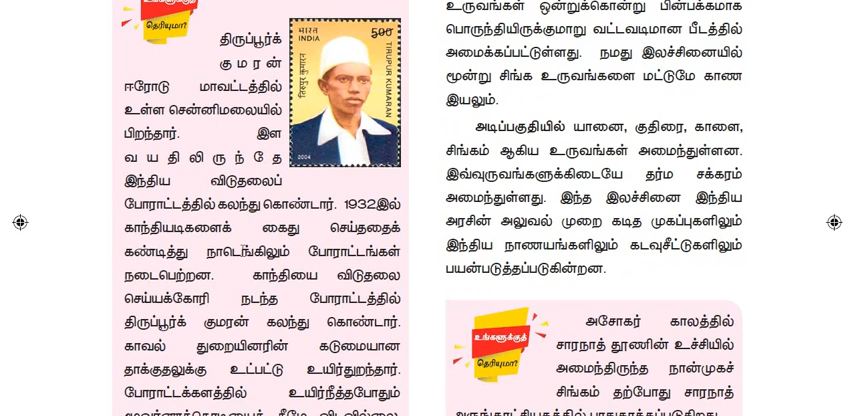 உங்களுக்குத்
தெரியுமா?
திருப்பூர்க்
கு ம ர ன்
ஈரோடு மாவட்டத்தில்
உள்ள சென்னிமலையில்
பிறந்தார். இள
வ ய தி லி ரு ந் தே
இந்திய விடுதலைப்
போராட்டத்தில் கலந்து கொண்டார். 1932இல்
காந்தியடிகளைக் கைது செய்ததைக்
கண்டித்து நாடெங்கிலும் போராட்டங்கள்
நடைபெற்றன. காந்தியை விடுதலை
செய்யக்கோரி நடந்த போராட்டத்தில்
திருப்பூர்க் குமரன் கலந்து கொண்டார்.
காவல் துறையினரின் கடுமையான
தாக்குதலுக்கு உட்பட்டு உயிர்துறந்தார்.
போராட்டக்களத்தில் உயிர்நீத்தபோதும்
भारत
INDIA
500
तिरुपुर कुमारन
TIRUPUR KUMARAN
2004
உருவங்கள் ஒன்றுக்கொன்று பின்பக்கமாக
பொருந்தியிருக்குமாறு வட்டவடிமான பீடத்தில்
அமைக்கப்பட்டுள்ளது. நமது இலச்சினையில்
மூன்று சிங்க உருவங்களை மட்டுமே காண
இயலும்.
அடிப்பகுதியில் யானை, குதிரை, காளை,
சிங்கம் ஆகிய உருவங்கள் அமைந்துள்ளன.
இவ்வுருவங்களுக்கிடையே தர்ம சக்கரம்
அமைந்துள்ளது. இந்த இலச்சினை இந்திய
அரசின் அலுவல் முறை கடித முகப்புகளிலும்
இந்திய நாணயங்களிலும் கடவுசீட்டுகளிலும்
பயன்படுத்தப்படுகின்றன.
உங்களுக்குத்
தெரியுமா?
அசோகர் காலத்தில்
சாரநாத் தூணின் உச்சியில்
அமைந்திருந்த நான்முகச்
சிங்கம் தற்போது சாரநாத்